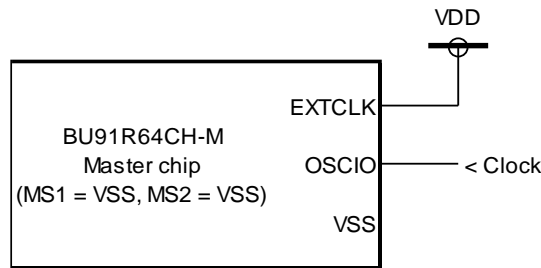 VDD
EXTCLK
BU91R64CH-M
Master chip
OSCIO
< Clock
(MS1 = VSS, MS2 = VSS)
VSS